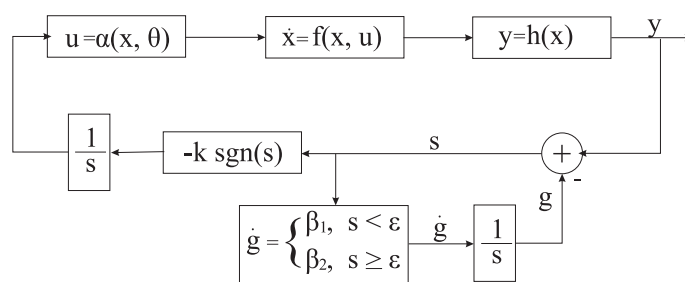 u=α(x, θ)
ẋ=f(x, u)
y=h(x)
y
1
s
-k sgn(s)
s
+
-
g
ġ = { β₁, s < ε
β₂, s ≥ ε
ġ
1
s